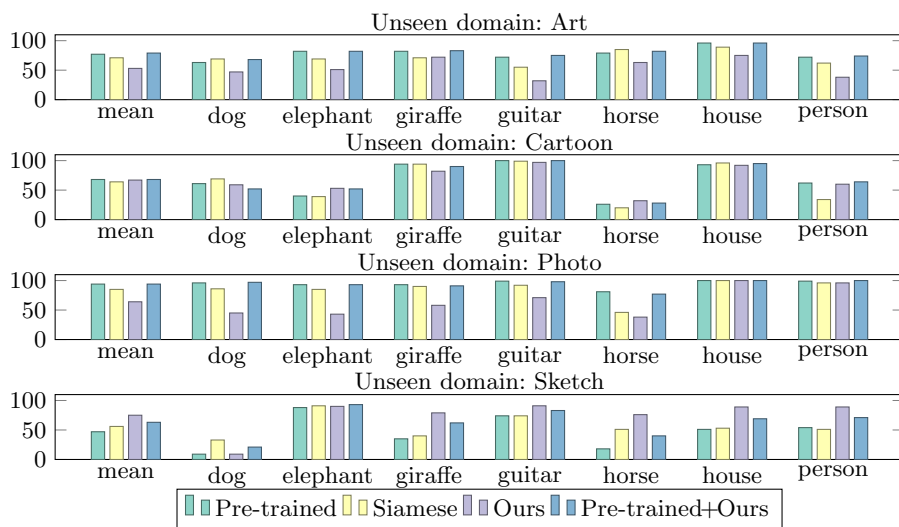 Unseen domain: Art
100
50
0
mean dog elephant giraffe guitar horse house person
Unseen domain: Cartoon
100
50
0
mean dog elephant giraffe guitar horse house person
Unseen domain: Photo
100
50
0
mean dog elephant giraffe guitar horse house person
Unseen domain: Sketch
100
50
0
mean dog elephant giraffe guitar horse house person
Pre-trained Siamese Ours Pre-trained+Ours